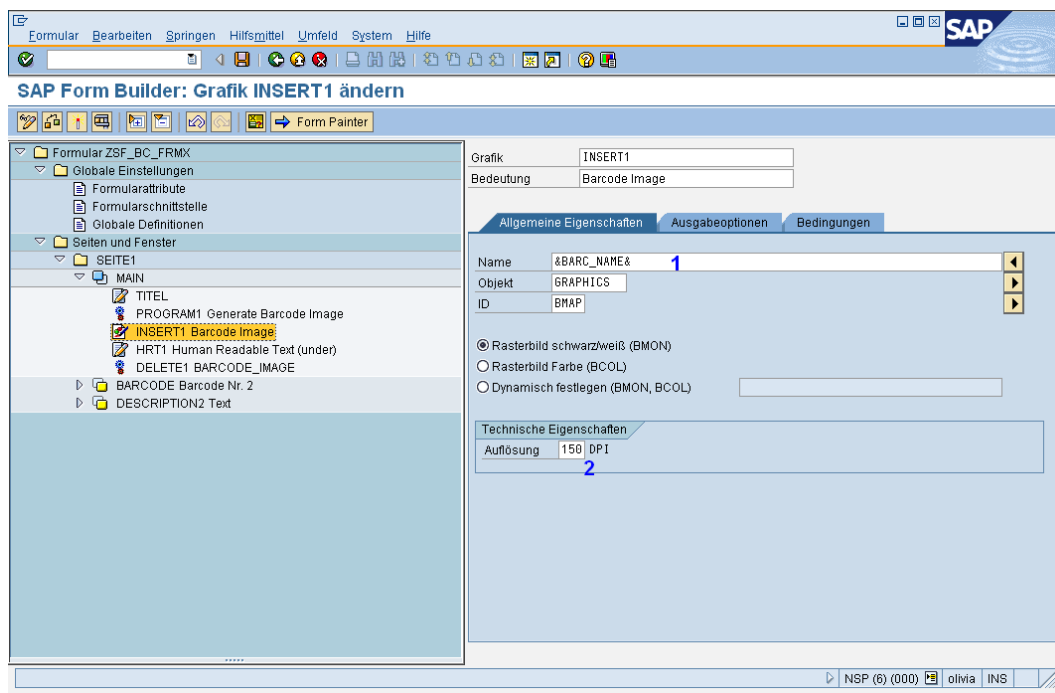 Formular Bearbeiten Springen Hilfsmittel Umfeld System Hilfe
SAP
SAP Form Builder: Grafik INSERT1 ändern
Form Painter
Formular ZSF_BC_FRMX
Globale Einstellungen
Formularattribute
Formularschnittstelle
Globale Definitionen
Seiten und Fenster
SEITE1
MAIN
TITEL
PROGRAM1 Generate Barcode Image
INSERT1 Barcode Image
HRT1 Human Readable Text (under)
DELETE1 BARCODE_IMAGE
BARCODE Barcode Nr. 2
DESCRIPTION2 Text
Grafik INSERT1
Bedeutung Barcode Image
Allgemeine Eigenschaften Ausgabeoptionen Bedingungen
Name &BARC_NAME& 1
Objekt GRAPHICS
ID BMAP
Rasterbild schwarz/weiß (BMON)
Rasterbild Farbe (BCOL)
Dynamisch festlegen (BMON, BCOL)
Technische Eigenschaften
Auflösung 150 DPI
2
NSP (6) (000) olivia INS